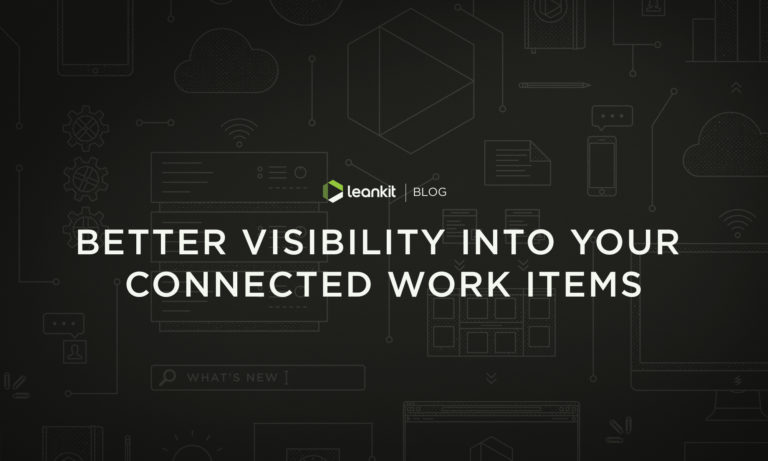 leankit | BLOG
BETTER VISIBILITY INTO YOUR
CONNECTED WORK ITEMS
WHAT'S NEW